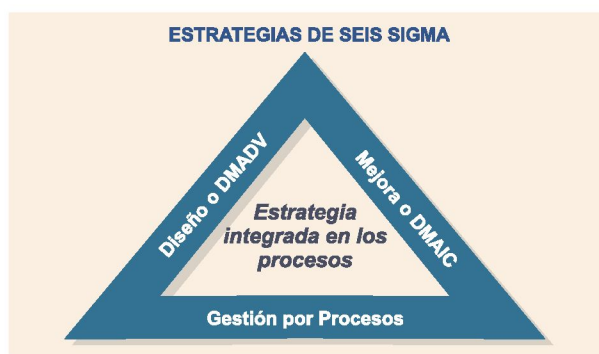 ESTRATEGIAS DE SEIS SIGMA
Diseño o DMADV
Mejora o DMAIC
Estrategia
integrada en los
procesos
Gestión por Procesos